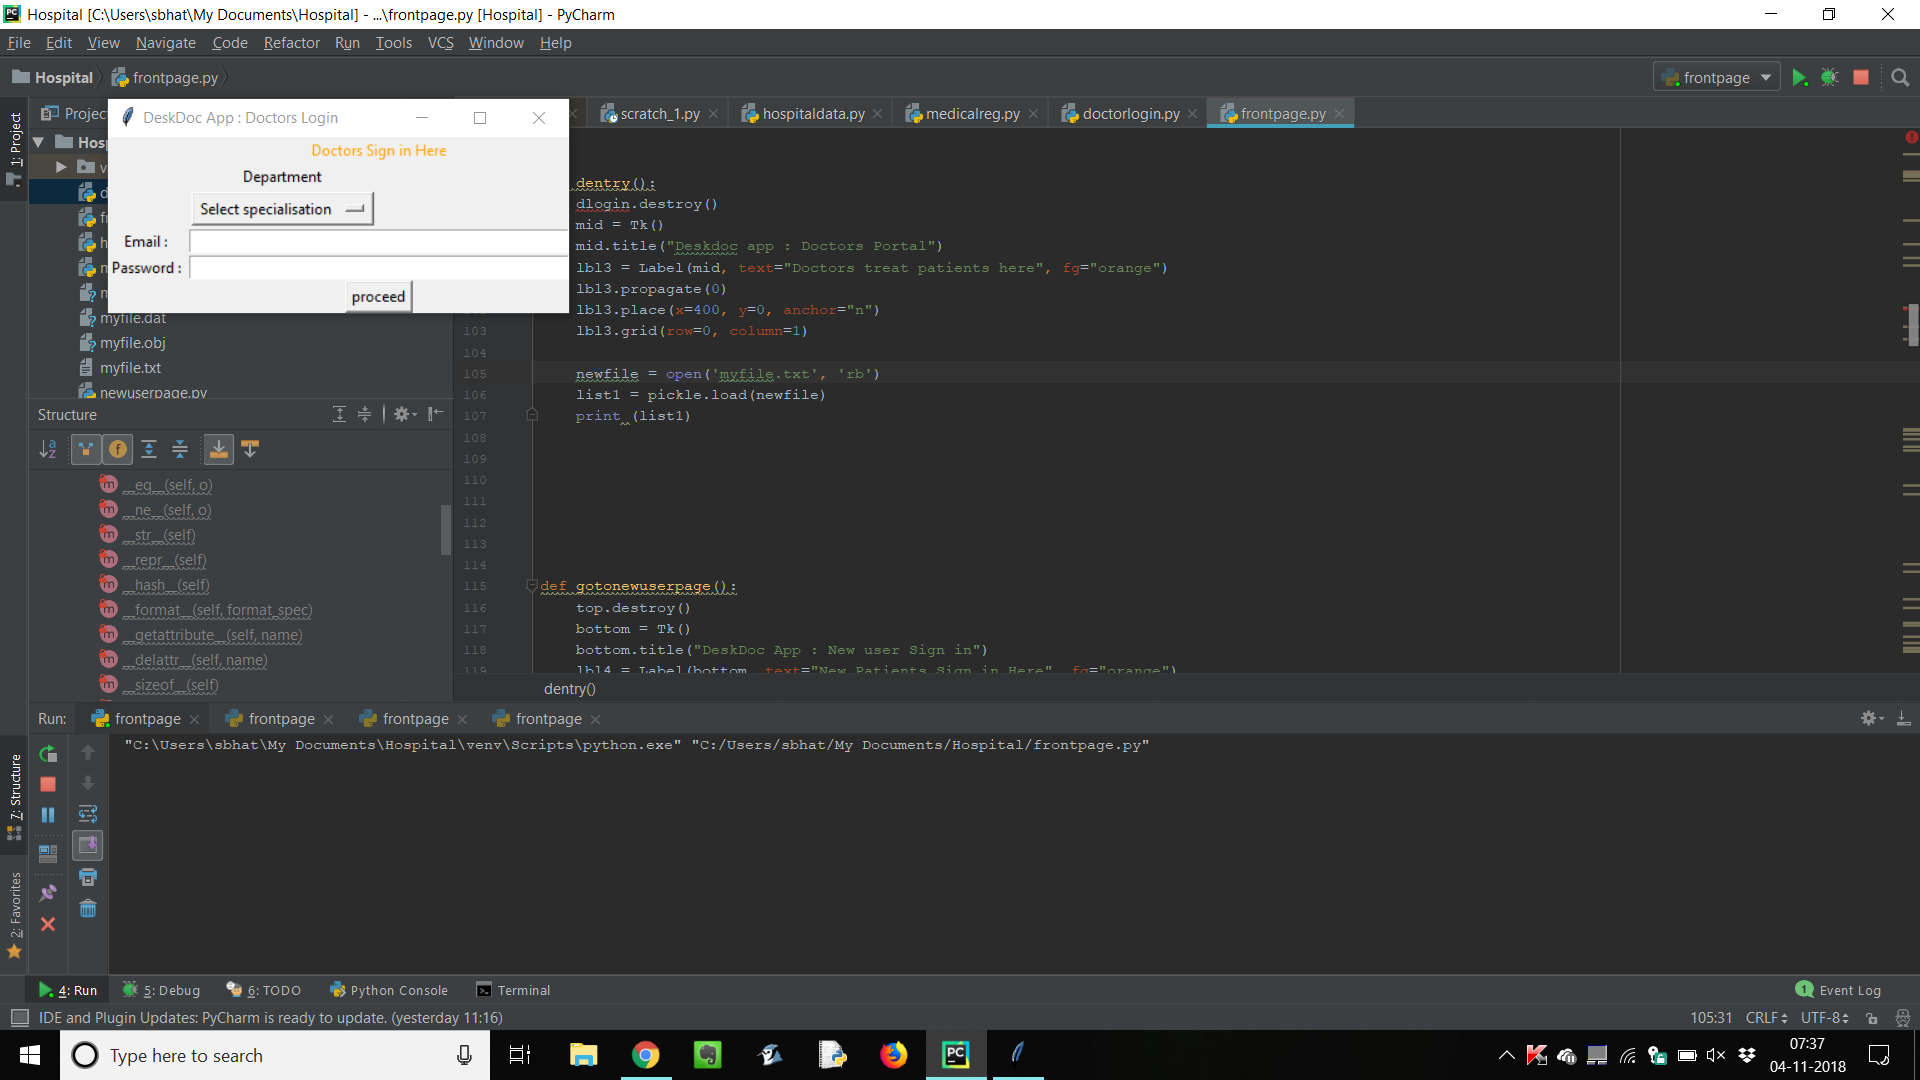 Hospital [C:\Users\sbhat\My Documents\Hospital] - ...\frontpage.py [Hospital] - PyCharm
File Edit View Navigate Code Refactor Run Tools VCS Window Help
Hospital frontpage.py
frontpage
1: Project
Project
scratch_1.py hospitaldata.py medicalreg.py doctorlogin.py frontpage.py
DeskDoc App : Doctors Login
Doctors Sign in Here
Department
Select specialisation
Email :
Password :
proceed
myfile.dat
myfile.obj
myfile.txt
newuserpage.py
dentry():
dlogin.destroy()
mid = Tk()
mid.title("Deskdoc app : Doctors Portal")
lbl3 = Label(mid, text="Doctors treat patients here", fg="orange")
lbl3.propagate(0)
lbl3.place(x=400, y=0, anchor="n")
103 lbl3.grid(row=0, column=1)
104
105 newfile = open('myfile.txt', 'rb')
106 list1 = pickle.load(newfile)
107 print (list1)
108
109
110
111
112
113
114
115 def gotonewuserpage():
116 top.destroy()
117 bottom = Tk()
118 bottom.title("DeskDoc App : New user Sign in")
119 lbl4 = Label(bottom, text="New Patients Sign in Here", fg="orange")
dentry()
Structure
__eq__(self, o)
__ne__(self, o)
__str__(self)
__repr__(self)
__hash__(self)
__format__(self, format_spec)
__getattribute__(self, name)
__delattr__(self, name)
__sizeof__(self)
Run: frontpage frontpage frontpage frontpage
"C:\Users\sbhat\My Documents\Hospital\venv\Scripts\python.exe" "C:/Users/sbhat/My Documents/Hospital/frontpage.py"
7: Structure
2: Favorites
4: Run 5: Debug 6: TODO Python Console Terminal 1 Event Log
IDE and Plugin Updates: PyCharm is ready to update. (yesterday 11:16) 105:31 CRLF UTF-8
Type here to search
07:37
04-11-2018